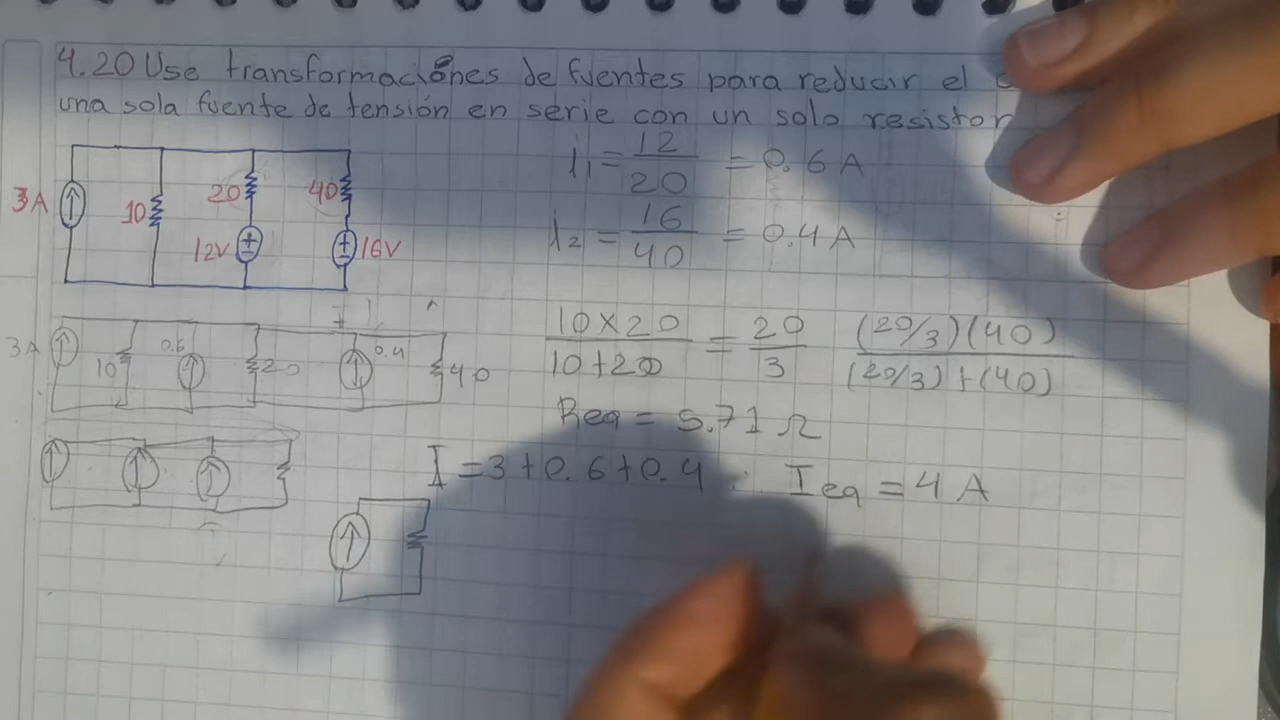 4.20 Use transformaciones de fuentes para reducir el
una sola fuente de tensión en serie con un solo resistor
i₁ = 12/20 = 0.6 A
3 A 10 20 12V 40 16V
i₂ = 16/40 = 0.4 A
3A 10 0.6 20 0.4 40
10×20/10+20 = 20/3 (20/3)(40)/(20/3)+(40)
Req = 5.71 Ω
I = 3+0.6+0.4 Ieq = 4 A